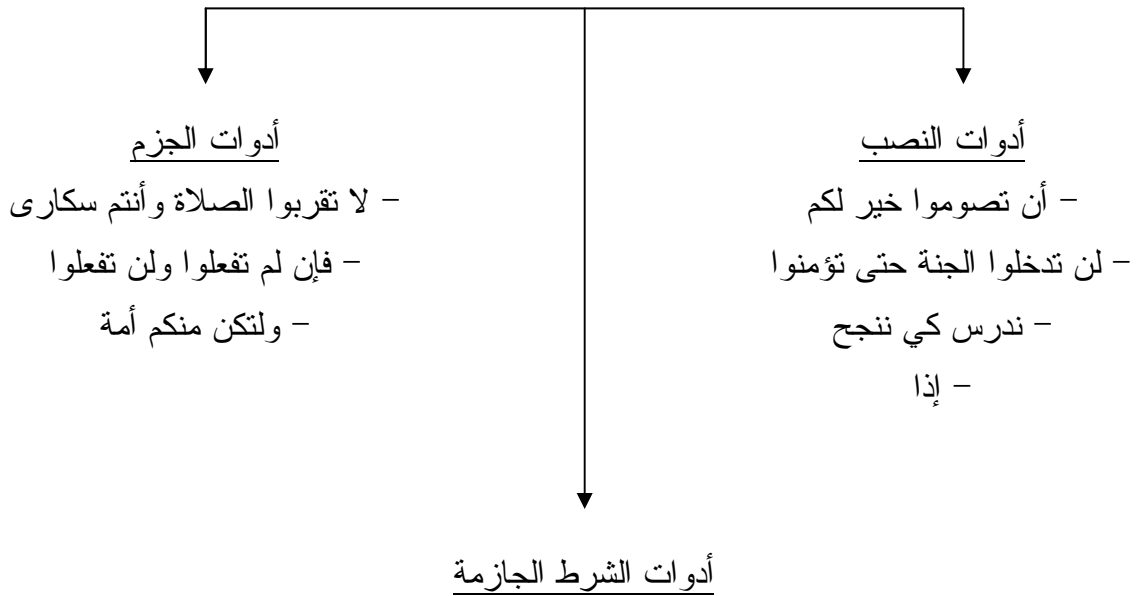 أدوات النصب
– أن تصوموا خير لكم
– لن تدخلوا الجنة حتى تؤمنوا
– ندرس كي ننجح
– إذا
أدوات الجزم
– لا تقربوا الصلاة وأنتم سكارى
– فإن لم تفعلوا ولن تفعلوا
– ولتكن منكم أمة
أدوات الشرط الجازمة